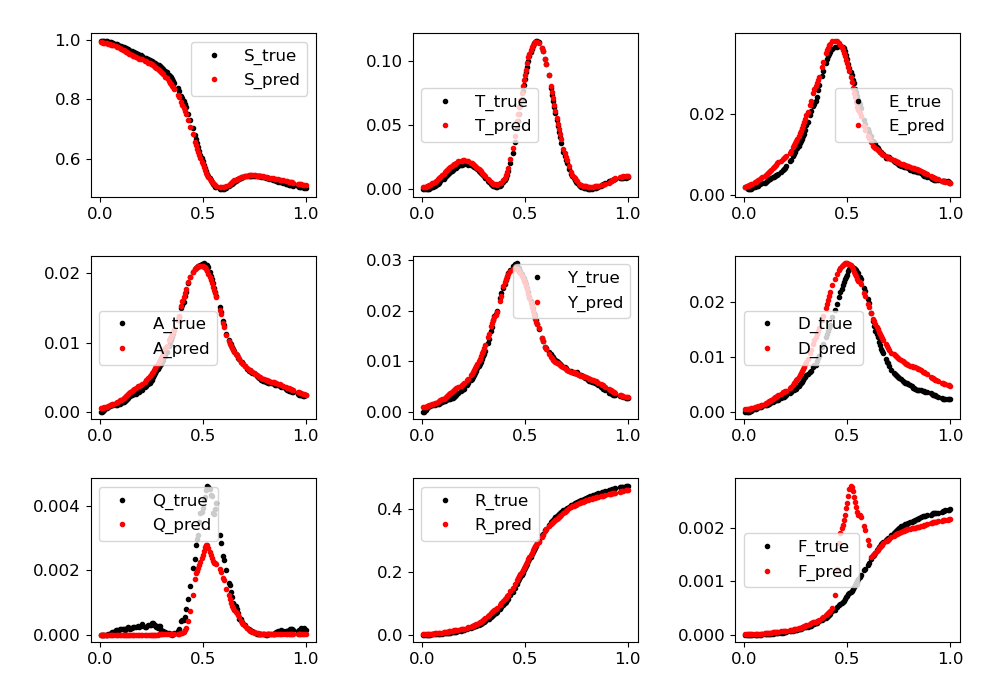 1.0
0.8
0.6
0.0 0.5 1.0
S_true
S_pred
0.10
0.05
0.00
0.0 0.5 1.0
T_true
T_pred
0.02
0.00
0.0 0.5 1.0
E_true
E_pred
0.02
0.01
0.00
0.0 0.5 1.0
A_true
A_pred
0.03
0.02
0.01
0.00
0.0 0.5 1.0
Y_true
Y_pred
0.02
0.01
0.00
0.0 0.5 1.0
D_true
D_pred
0.004
0.002
0.000
0.0 0.5 1.0
Q_true
Q_pred
0.4
0.2
0.0
0.0 0.5 1.0
R_true
R_pred
0.002
0.001
0.000
0.0 0.5 1.0
F_true
F_pred